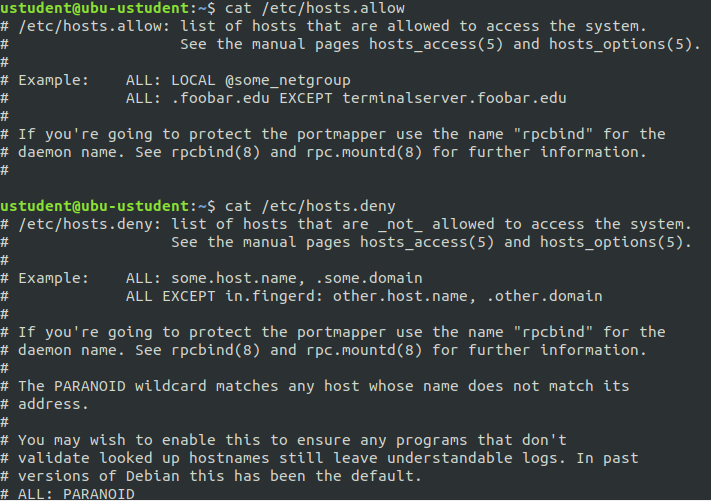 ustudent@ubu-ustudent:~$ cat /etc/hosts.allow
# /etc/hosts.allow: list of hosts that are allowed to access the system.
#                   See the manual pages hosts_access(5) and hosts_options(5).
#
# Example:    ALL: LOCAL @some_netgroup
#             ALL: .foobar.edu EXCEPT terminalserver.foobar.edu
#
# If you're going to protect the portmapper use the name "rpcbind" for the
# daemon name. See rpcbind(8) and rpc.mountd(8) for further information.
#
ustudent@ubu-ustudent:~$ cat /etc/hosts.deny
# /etc/hosts.deny: list of hosts that are _not_ allowed to access the system.
#                  See the manual pages hosts_access(5) and hosts_options(5).
#
# Example:    ALL: some.host.name, .some.domain
#             ALL EXCEPT in.fingerd: other.host.name, .other.domain
#
# If you're going to protect the portmapper use the name "rpcbind" for the
# daemon name. See rpcbind(8) and rpc.mountd(8) for further information.
#
# The PARANOID wildcard matches any host whose name does not match its
# address.
#
# You may wish to enable this to ensure any programs that don't
# validate looked up hostnames still leave understandable logs. In past
# versions of Debian this has been the default.
# ALL: PARANOID